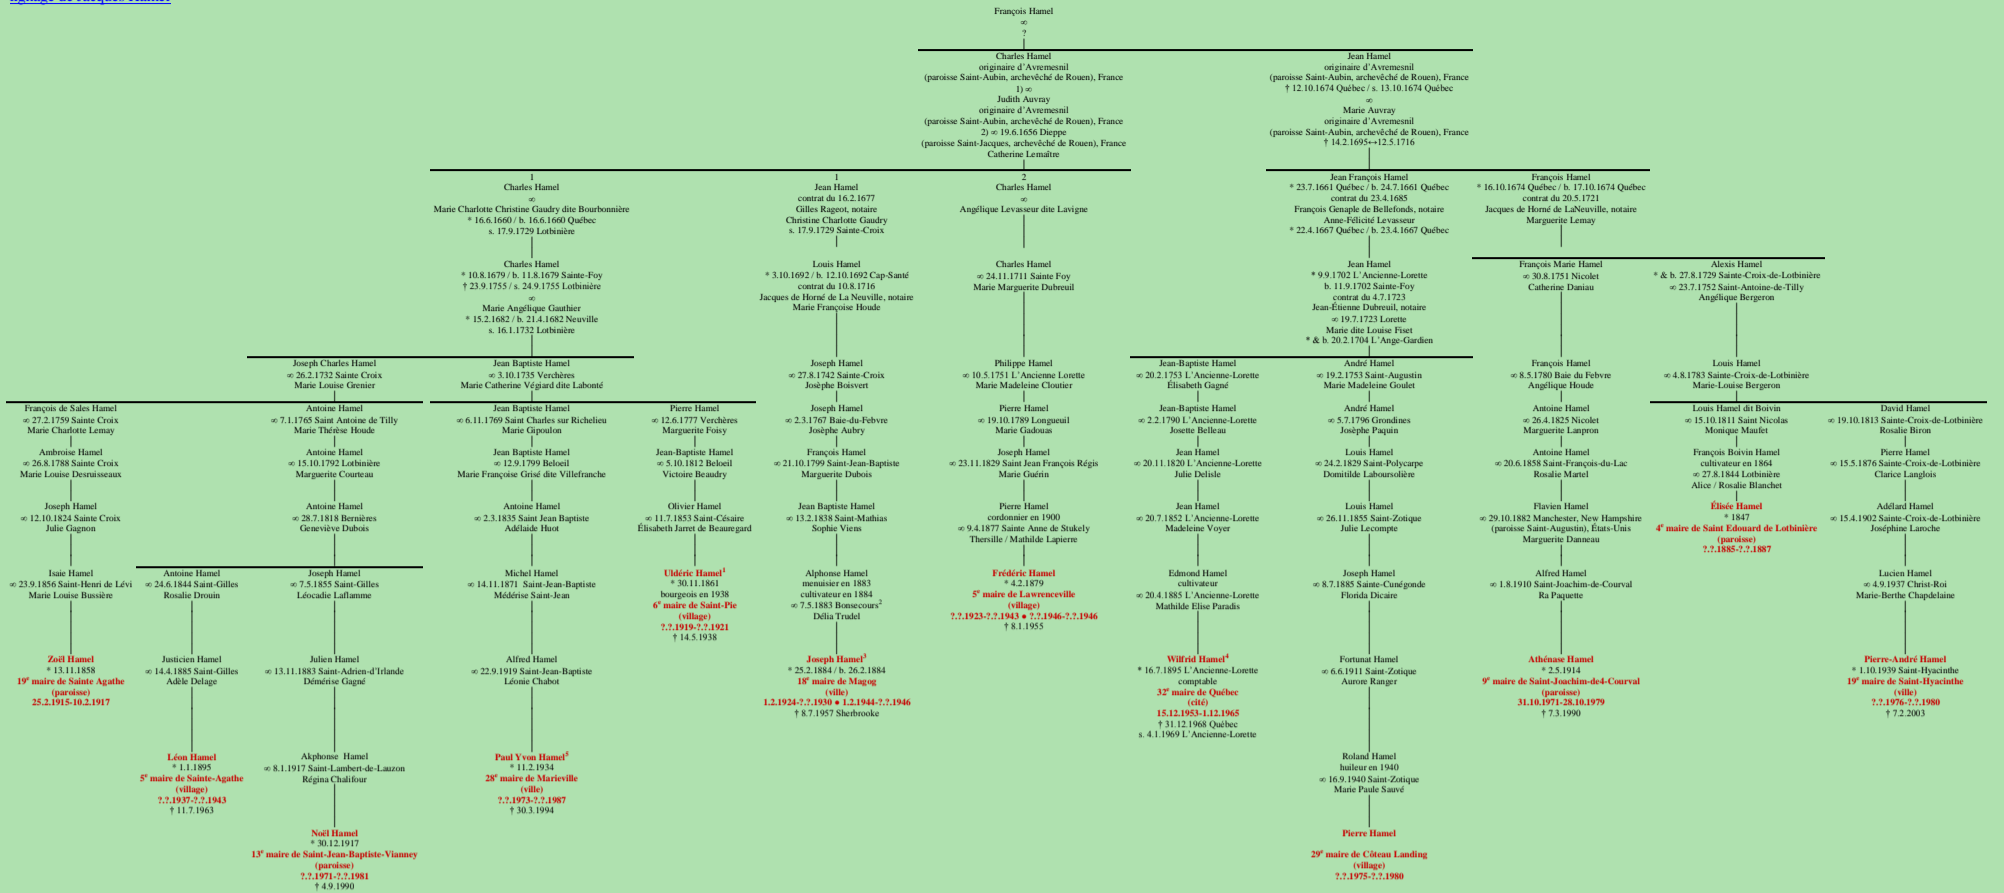 lignage de Jacques Hamel
François Hamel
∞
?
Charles Hamel
originaire d'Avremesnil
(paroisse Saint-Aubin, archevêché de Rouen), France
1) ∞
Judith Auvray
originaire d'Avremesnil
(paroisse Saint-Aubin, archevêché de Rouen), France
2) ∞ 19.6.1656 Dieppe
(paroisse Saint-Jacques, archevêché de Rouen), France
Catherine Lemaître
Jean Hamel
originaire d'Avremesnil
(paroisse Saint-Aubin, archevêché de Rouen), France
† 12.10.1674 Québec / s. 13.10.1674 Québec
∞
Marie Auvray
originaire d'Avremesnil
(paroisse Saint-Aubin, archevêché de Rouen), France
† 14.2.1695↔12.5.1716
1
Charles Hamel
∞
Marie Charlotte Christine Gaudry dite Bourbonnière
* 16.6.1660 / b. 16.6.1660 Québec
s. 17.9.1729 Lotbinière
1
Jean Hamel
contrat du 16.2.1677
Gilles Rageot, notaire
Christine Charlotte Gaudry
s. 17.9.1729 Sainte-Croix
2
Charles Hamel
∞
Angélique Levasseur dite Lavigne
Jean François Hamel
* 23.7.1661 Québec / b. 24.7.1661 Québec
contrat du 23.4.1685
François Genaple de Bellefonds, notaire
Anne-Félicité Levasseur
* 22.4.1667 Québec / b. 23.4.1667 Québec
François Hamel
* 16.10.1674 Québec / b. 17.10.1674 Québec
contrat du 20.5.1721
Jacques de Horné de LaNeuville, notaire
Marguerite Lemay
Charles Hamel
* 10.8.1679 / b. 11.8.1679 Sainte-Foy
† 23.9.1755 / s. 24.9.1755 Lotbinière
∞
Marie Angélique Gauthier
* 15.2.1682 / b. 21.4.1682 Neuville
s. 16.1.1732 Lotbinière
Louis Hamel
* 3.10.1692 / b. 12.10.1692 Cap-Santé
contrat du 10.8.1716
Jacques de Horné de La Neuville, notaire
Marie Françoise Houde
Charles Hamel
∞ 24.11.1711 Sainte Foy
Marie Marguerite Dubreuil
Jean Hamel
* 9.9.1702 L'Ancienne-Lorette
b. 11.9.1702 Sainte-Foy
contrat du 4.7.1723
Jean-Étienne Dubreuil, notaire
∞ 19.7.1723 Lorette
Marie dite Louise Fiset
* & b. 20.2.1704 L'Ange-Gardien
François Marie Hamel
∞ 30.8.1751 Nicolet
Catherine Daniau
Alexis Hamel
* & b. 27.8.1729 Sainte-Croix-de-Lotbinière
∞ 23.7.1752 Saint-Antoine-de-Tilly
Angélique Bergeron
Joseph Charles Hamel
∞ 26.2.1732 Sainte Croix
Marie Louise Grenier
Jean Baptiste Hamel
∞ 3.10.1735 Verchères
Marie Catherine Végiard dite Labonté
Joseph Hamel
∞ 27.8.1742 Sainte-Croix
Josèphe Boisvert
Philippe Hamel
∞ 10.5.1751 L'Ancienne Lorette
Marie Madeleine Cloutier
Jean-Baptiste Hamel
∞ 20.2.1753 L'Ancienne-Lorette
Élisabeth Gagné
André Hamel
∞ 19.2.1753 Saint-Augustin
Marie Madeleine Goulet
François Hamel
∞ 8.5.1780 Baie du Febvre
Angélique Houde
Louis Hamel
∞ 4.8.1783 Sainte-Croix-de-Lotbinière
Marie-Louise Bergeron
François de Sales Hamel
∞ 27.2.1759 Sainte Croix
Marie Charlotte Lemay
Antoine Hamel
∞ 7.1.1765 Saint Antoine de Tilly
Marie Thérèse Houde
Jean Baptiste Hamel
∞ 6.11.1769 Saint Charles sur Richelieu
Marie Gipoulon
Pierre Hamel
∞ 12.6.1777 Verchères
Marguerite Foisy
Joseph Hamel
∞ 2.3.1767 Baie-du-Febvre
Josèphe Aubry
Pierre Hamel
∞ 19.10.1789 Longueuil
Marie Gadouas
Jean-Baptiste Hamel
∞ 2.2.1790 L'Ancienne-Lorette
Josette Belleau
André Hamel
∞ 5.7.1796 Grondines
Josèphe Paquin
Antoine Hamel
∞ 26.4.1825 Nicolet
Marguerite Lanpron
Louis Hamel dit Boivin
∞ 15.10.1811 Saint Nicolas
Monique Maufet
David Hamel
∞ 19.10.1813 Sainte-Croix-de-Lotbinière
Rosalie Biron
Ambroise Hamel
∞ 26.8.1788 Sainte Croix
Marie Louise Desruisseaux
Antoine Hamel
∞ 15.10.1792 Lotbinière
Marguerite Courteau
Jean Baptiste Hamel
∞ 12.9.1799 Beloeil
Marie Françoise Grisé dite Villefranche
Jean-Baptiste Hamel
∞ 5.10.1812 Beloeil
Victoire Beaudry
François Hamel
∞ 21.10.1799 Saint-Jean-Baptiste
Marguerite Dubois
Joseph Hamel
∞ 23.11.1829 Saint Jean François Régis
Marie Guérin
Jean Hamel
∞ 20.11.1820 L'Ancienne-Lorette
Julie Delisle
Louis Hamel
∞ 24.2.1829 Saint-Polycarpe
Domitilde Laboursolière
Antoine Hamel
∞ 20.6.1858 Saint-François-du-Lac
Rosalie Martel
François Boivin Hamel
cultivateur en 1864
∞ 27.8.1844 Lotbinière
Alice / Rosalie Blanchet
Pierre Hamel
∞ 15.5.1876 Sainte-Croix-de-Lotbinière
Clarice Langlois
Joseph Hamel
∞ 12.10.1824 Sainte Croix
Julie Gagnon
Antoine Hamel
∞ 28.7.1818 Bernières
Geneviève Dubois
Antoine Hamel
∞ 2.3.1835 Saint Jean Baptiste
Adélaide Huot
Olivier Hamel
∞ 11.7.1853 Saint-Césaire
Élisabeth Jarret de Beauregard
Jean Baptiste Hamel
∞ 13.2.1838 Saint-Mathias
Sophie Viens
Pierre Hamel
cordonnier en 1900
∞ 9.4.1877 Sainte Anne de Stukely
Thersille / Mathilde Lapierre
Jean Hamel
∞ 20.7.1852 L'Ancienne-Lorette
Madeleine Voyer
Louis Hamel
∞ 26.11.1855 Saint-Zotique
Julie Lecompte
Flavien Hamel
∞ 29.10.1882 Manchester, New Hampshire
(paroisse Saint-Augustin), États-Unis
Marguerite Danneau
Élisée Hamel
* 1847
4e maire de Saint Edouard de Lotbinière
(paroisse)
?.?.1885-?.?.1887
Adélard Hamel
∞ 15.4.1902 Sainte-Croix-de-Lotbinière
Joséphine Laroche
Isaie Hamel
∞ 23.9.1856 Saint-Henri de Lévi
Marie Louise Bussière
Antoine Hamel
∞ 24.6.1844 Saint-Gilles
Rosalie Drouin
Joseph Hamel
∞ 7.5.1855 Saint-Gilles
Léocadie Laflamme
Michel Hamel
∞ 14.11.1871 Saint-Jean-Baptiste
Médérise Saint-Jean
Uldéric Hamel1
* 30.11.1861
bourgeois en 1938
6e maire de Saint-Pie
(village)
?.?.1919-?.?.1921
† 14.5.1938
Alphonse Hamel
menuisier en 1883
cultivateur en 1884
∞ 7.5.1883 Bonsecours2
Délia Trudel
Frédéric Hamel
* 4.2.1879
5e maire de Lawrenceville
(village)
?.?.1923-?.?.1943 ● ?.?.1946-?.?.1946
† 8.1.1955
Edmond Hamel
cultivateur
∞ 20.4.1885 L'Ancienne-Lorette
Mathilde Elise Paradis
Joseph Hamel
∞ 8.7.1885 Sainte-Cunégonde
Florida Dicaire
Alfred Hamel
∞ 1.8.1910 Saint-Joachim-de-Courval
Ra Paquette
Lucien Hamel
∞ 4.9.1937 Christ-Roi
Marie-Berthe Chapdelaine
Zoël Hamel
* 13.11.1858
19e maire de Sainte Agathe
(paroisse)
25.2.1915-10.2.1917
Justicien Hamel
∞ 14.4.1885 Saint-Gilles
Adèle Delage
Julien Hamel
∞ 13.11.1883 Saint-Adrien-d'Irlande
Démérise Gagné
Alfred Hamel
∞ 22.9.1919 Saint-Jean-Baptiste
Léonie Chabot
Joseph Hamel3
* 25.2.1884 / b. 26.2.1884
18e maire de Magog
(ville)
1.2.1924-?.?.1930 ● 1.2.1944-?.?.1946
† 8.7.1957 Sherbrooke
Wilfrid Hamel4
* 16.7.1895 L'Ancienne-Lorette
comptable
32e maire de Québec
(cité)
15.12.1953-1.12.1965
† 31.12.1968 Québec
s. 4.1.1969 L'Ancienne-Lorette
Fortunat Hamel
∞ 6.6.1911 Saint-Zotique
Aurore Ranger
Athénase Hamel
* 2.5.1914
9e maire de Saint-Joachim-de4-Courval
(paroisse)
31.10.1971-28.10.1979
† 7.3.1990
Pierre-André Hamel
* 1.10.1939 Saint-Hyacinthe
19e maire de Saint-Hyacinthe
(ville)
?.?.1976-?.?.1980
† 7.2.2003
Léon Hamel
* 1.1.1895
5e maire de Sainte-Agathe
(village)
?.?.1937-?.?.1943
† 11.7.1963
Akphonse Hamel
∞ 8.1.1917 Saint-Lambert-de-Lauzon
Régina Chalifour
Paul Yvon Hamel5
* 11.2.1934
28e maire de Marieville
(ville)
?.?.1973-?.?.1987
† 30.3.1994
Roland Hamel
huileur en 1940
∞ 16.9.1940 Saint-Zotique
Marie Paule Sauvé
Noël Hamel
* 30.12.1917
13e maire de Saint-Jean-Baptiste-Vianney
(paroisse)
?.?.1971-?.?.1981
† 4.9.1990
Pierre Hamel
29e maire de Côteau Landing
(village)
?.?.1975-?.?.1980